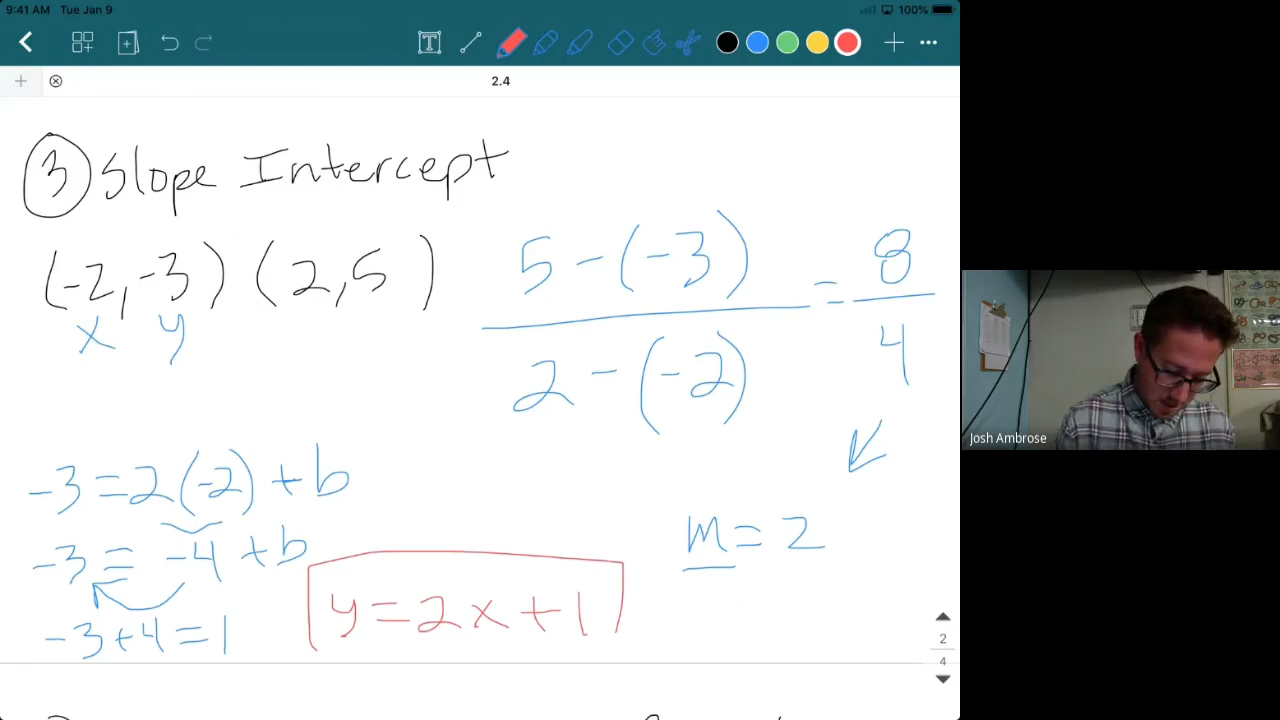 9:41 AM Tue Jan 9
100%
T
2.4
③ Slope Intercept
(-2,-3) (2,5)
x y
5-(-3)
2-(-2)
= 8/4
-3=2(-2)+b
-3= -4+b
-3+4=1
m=2
y=2x+1
2
4
Josh Ambrose